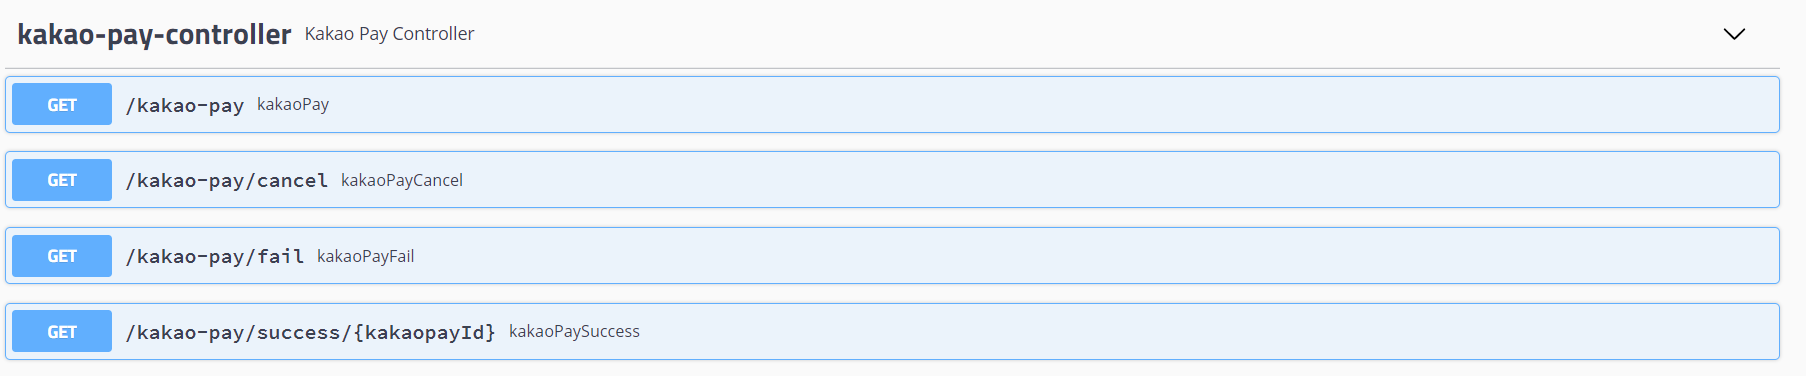 kakao-pay-controller Kakao Pay Controller
GET /kakao-pay kakaoPay
GET /kakao-pay/cancel kakaoPayCancel
GET /kakao-pay/fail kakaoPayFail
GET /kakao-pay/success/{kakaopayId} kakaoPaySuccess